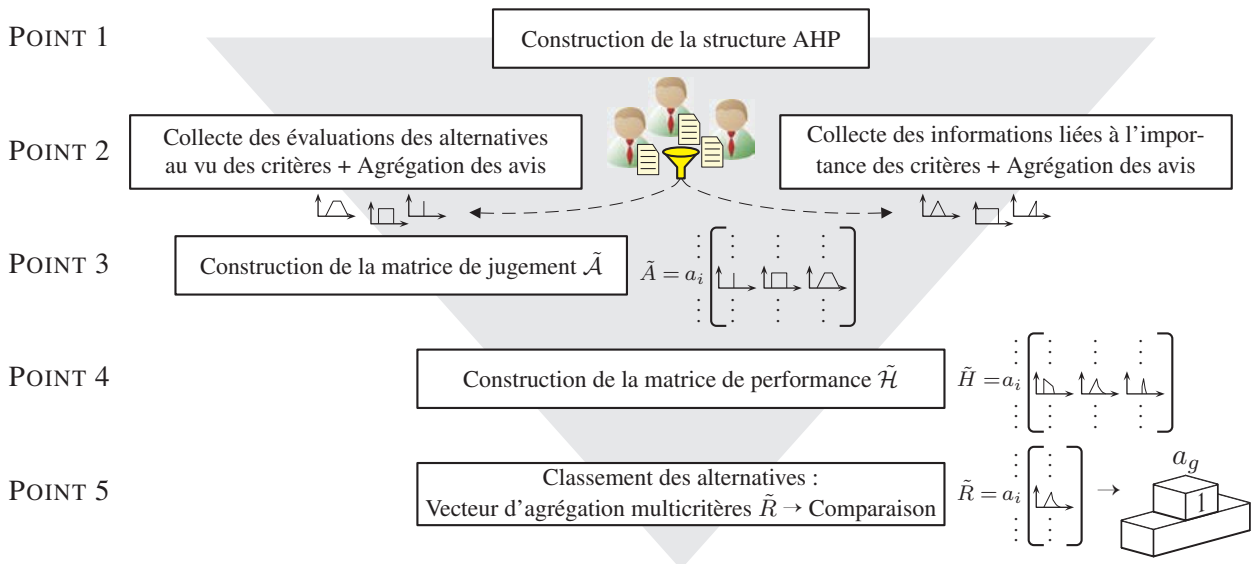 POINT 1
Construction de la structure AHP
POINT 2
Collecte des évaluations des alternatives
au vu des critères + Agrégation des avis
Collecte des informations liées à l'impor-
tance des critères + Agrégation des avis
POINT 3
Construction de la matrice de jugement Ã
Ã = a_i
POINT 4
Construction de la matrice de performance H̃
H̃ = a_i
POINT 5
Classement des alternatives :
Vecteur d'agrégation multicritères R̃ → Comparaison
R̃ = a_i
→
a_g
1